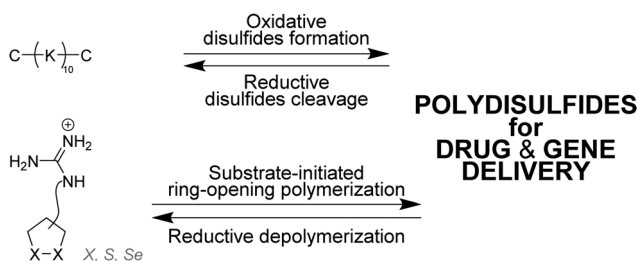 Oxidative
disulfides formation
C-(K)10-C
Reductive
disulfides cleavage
POLYDISULFIDES
for
DRUG & GENE
DELIVERY
⊕
NH2
H2N
NH
Substrate-initiated
ring-opening polymerization
Reductive depolymerization
X-X X. S, Se